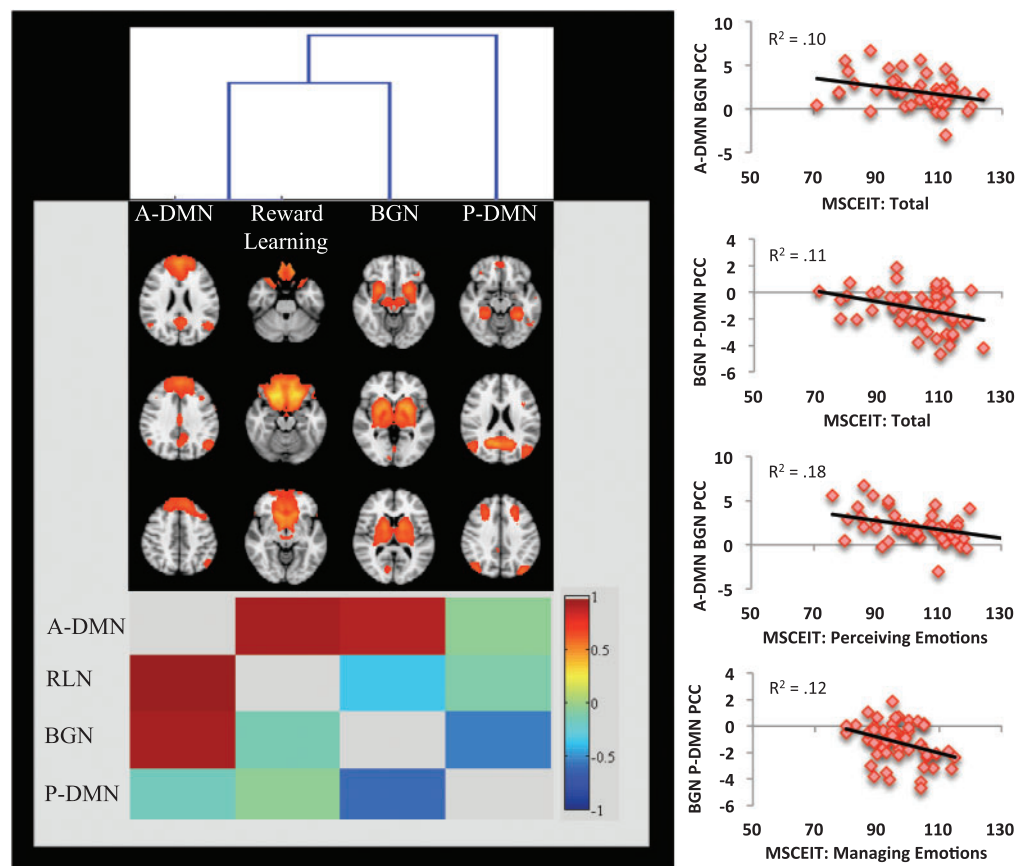 A-DMN
Reward
Learning
BGN
P-DMN
A-DMN
RLN
BGN
P-DMN
1
0.5
0
-0.5
-1
R² = .10
A-DMN BGN PCC
10
5
0
-5
50 70 90 110 130
MSCEIT: Total
R² = .11
BGN P-DMN PCC
4
2
0
-2
-4
-6
50 70 90 110 130
MSCEIT: Total
R² = .18
A-DMN BGN PCC
10
5
0
-5
50 70 90 110 130
MSCEIT: Perceiving Emotions
R² = .12
BGN P-DMN PCC
4
2
0
-2
-4
-6
50 70 90 110 130
MSCEIT: Managing Emotions